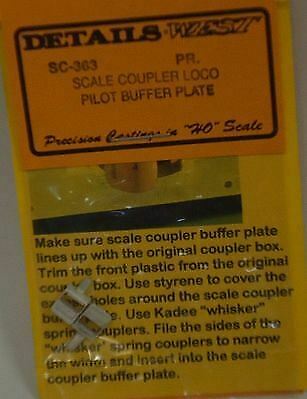 DETAILS WEST
SC-363 PR.
SCALE COUPLER LOCO
PILOT BUFFER PLATE
Precision Castings in "HO" Scale
Make sure scale coupler buffer plate
lines up with the original coupler box.
Trim the front plastic from the original
box. Use styrene to cover the
holes around the scale coupler
Use Kadee "whisker"
spring couplers. File the sides of the
"whisker" spring couplers to narrow
the width and insert into the scale
coupler buffer plate.